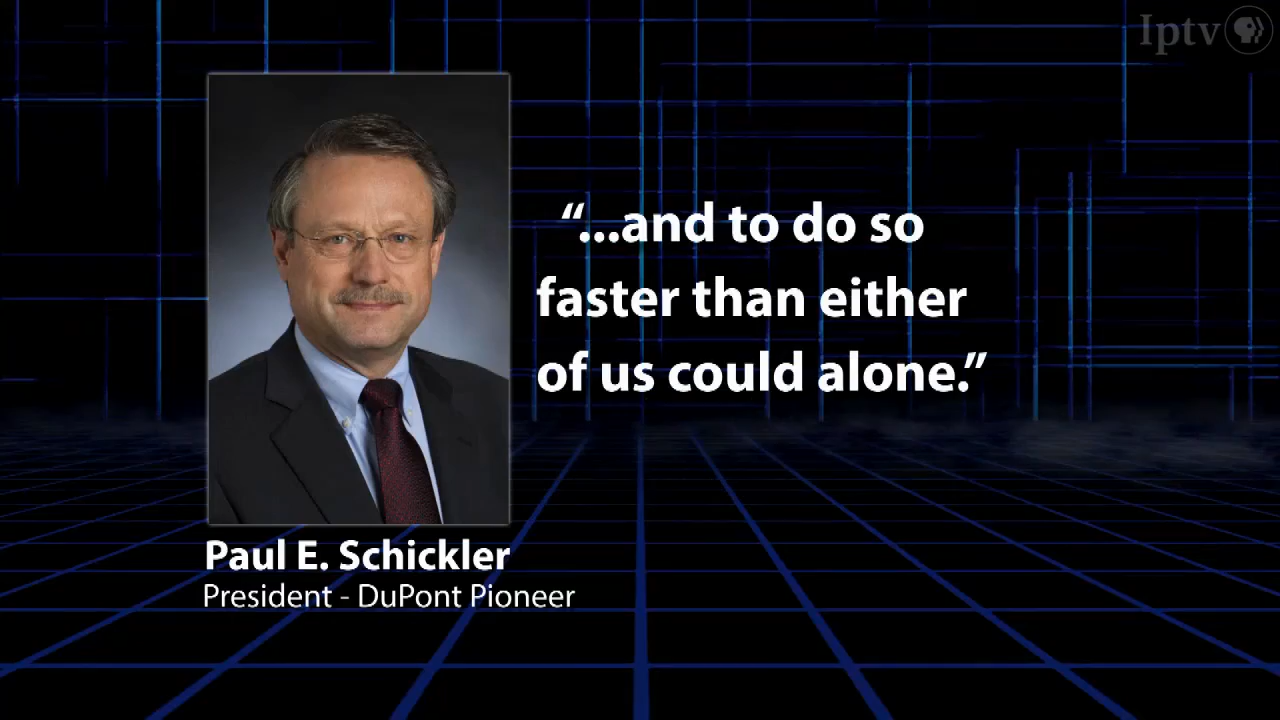 Iptv
“...and to do so
faster than either
of us could alone.”
Paul E. Schickler
President - DuPont Pioneer